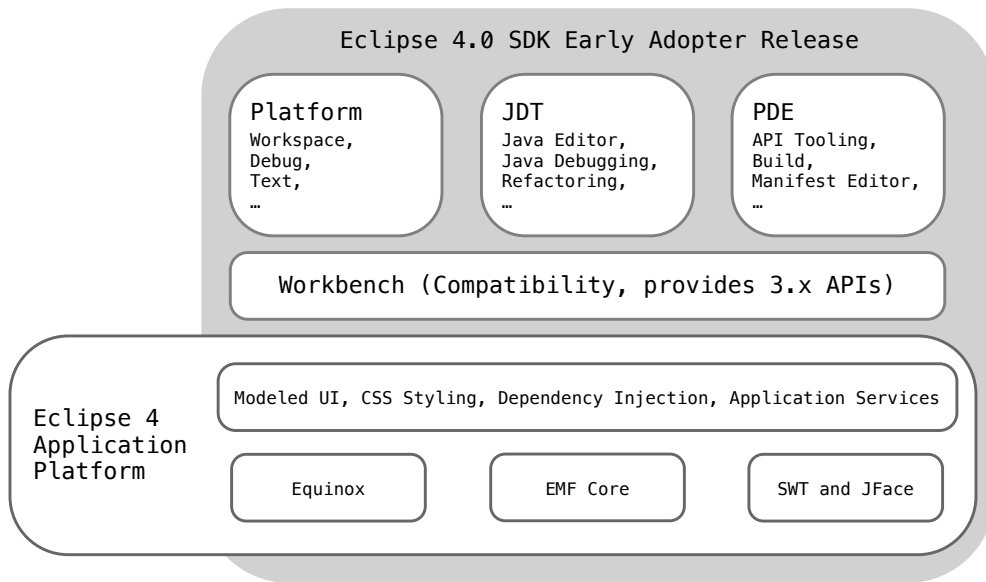 Eclipse 4.0 SDK Early Adopter Release
Platform
Workspace,
Debug,
Text,
…
JDT
Java Editor,
Java Debugging,
Refactoring,
…
PDE
API Tooling,
Build,
Manifest Editor,
…
Workbench (Compatibility, provides 3.x APIs)
Eclipse 4
Application
Platform
Modeled UI, CSS Styling, Dependency Injection, Application Services
Equinox
EMF Core
SWT and JFace